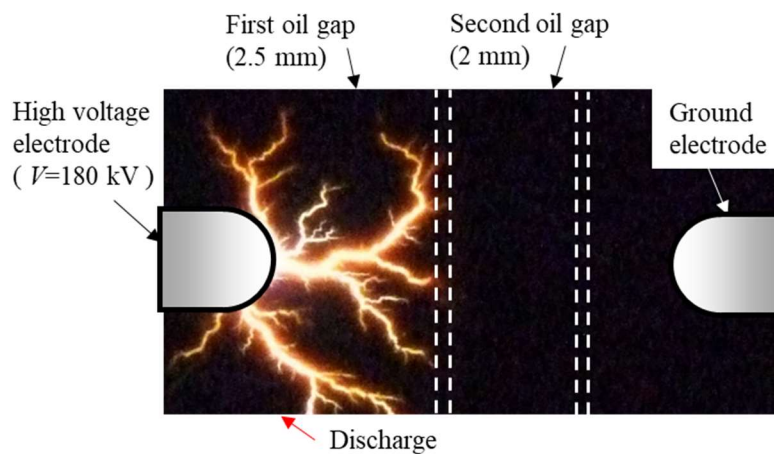 First oil gap
(2.5 mm)
Second oil gap
(2 mm)
High voltage
electrode
( V=180 kV )
Ground
electrode
Discharge